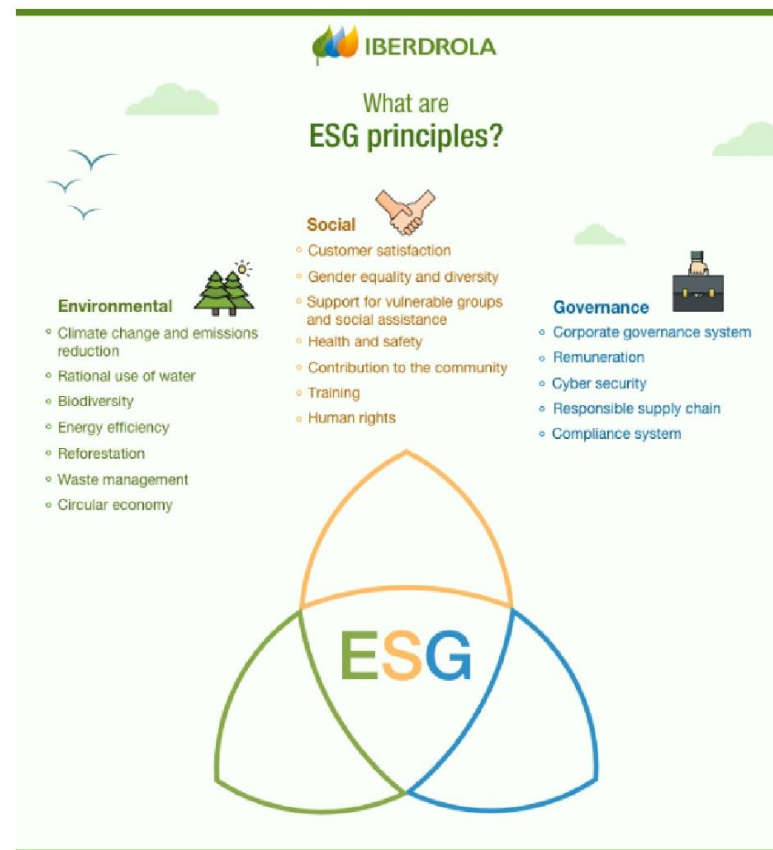 IBERDROLA
What are
ESG principles?
Social
Customer satisfaction
Gender equality and diversity
Support for vulnerable groups
and social assistance
Health and safety
Contribution to the community
Training
Human rights
Environmental
Climate change and emissions
reduction
Rational use of water
Biodiversity
Energy efficiency
Reforestation
Waste management
Circular economy
Governance
Corporate governance system
Remuneration
Cyber security
Responsible supply chain
Compliance system
ESG